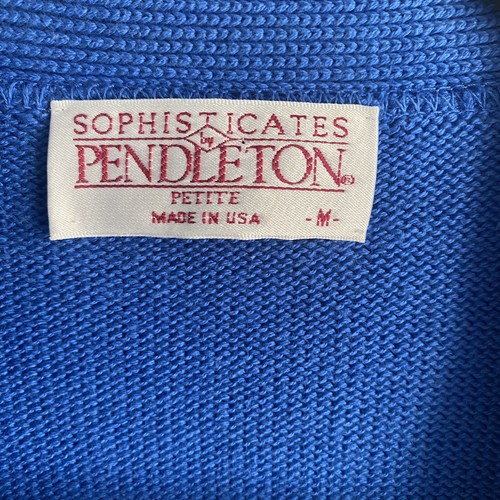 SOPHISTICATES
by
PENDLETON®
PETITE
MADE IN USA -M-